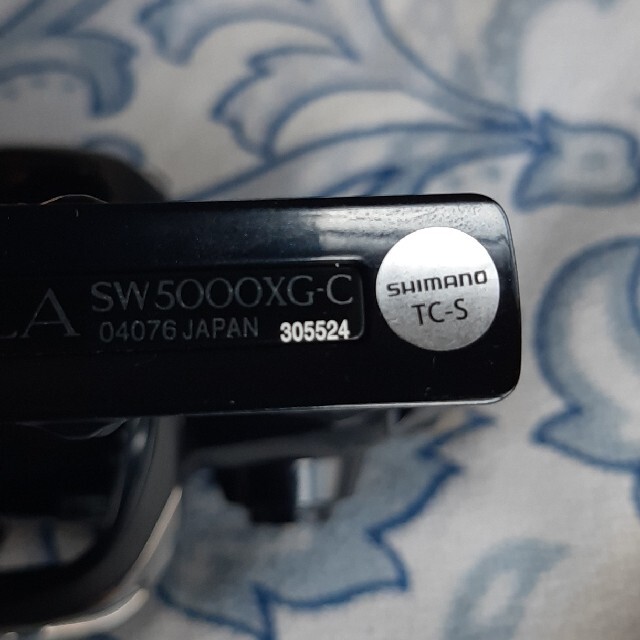 LA SW5000XG-C
04076 JAPAN 305524
SHIMANO
TC-S